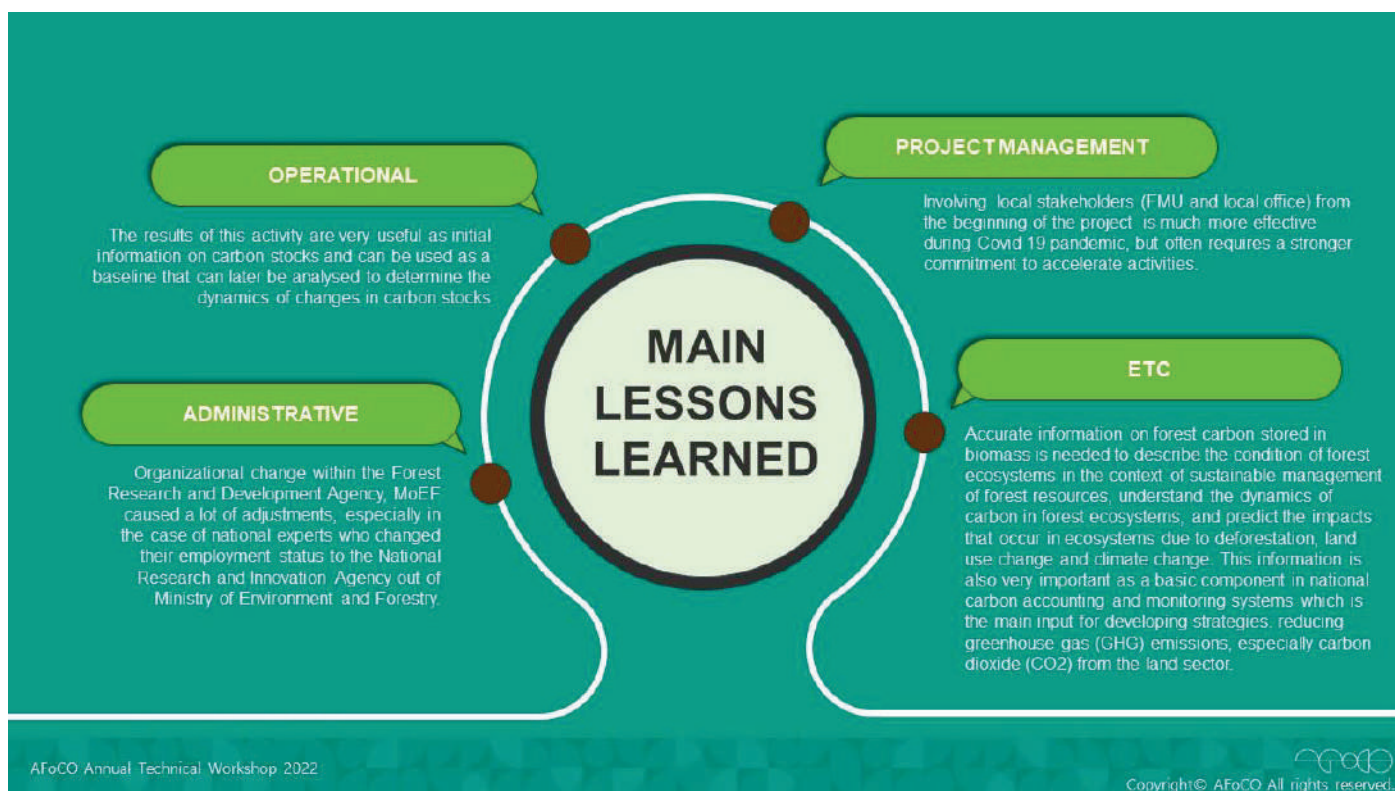 MAIN
LESSONS
LEARNED
OPERATIONAL
The results of this activity are very useful as initial
information on carbon stocks and can be used as a
baseline that can later be analysed to determine the
dynamics of changes in carbon stocks
ADMINISTRATIVE
Organizational change within the Forest
Research and Development Agency, MoEF
caused a lot of adjustments, especially in
the case of national experts who changed
their employment status to the National
Research and Innovation Agency out of
Ministry of Environment and Forestry.
PROJECT MANAGEMENT
Involving local stakeholders (FMU and local office) from
the beginning of the project is much more effective
during Covid 19 pandemic, but often requires a stronger
commitment to accelerate activities.
ETC
Accurate information on forest carbon stored in
biomass is needed to describe the condition of forest
ecosystems in the context of sustainable management
of forest resources, understand the dynamics of
carbon in forest ecosystems, and predict the impacts
that occur in ecosystems due to deforestation, land
use change and climate change. This information is
also very important as a basic component in national
carbon accounting and monitoring systems which is
the main input for developing strategies. reducing
greenhouse gas (GHG) emissions, especially carbon
dioxide (CO2) from the land sector.
AFoCO Annual Technical Workshop 2022
AFoCO
Copyright© AFoCO All rights reserved.